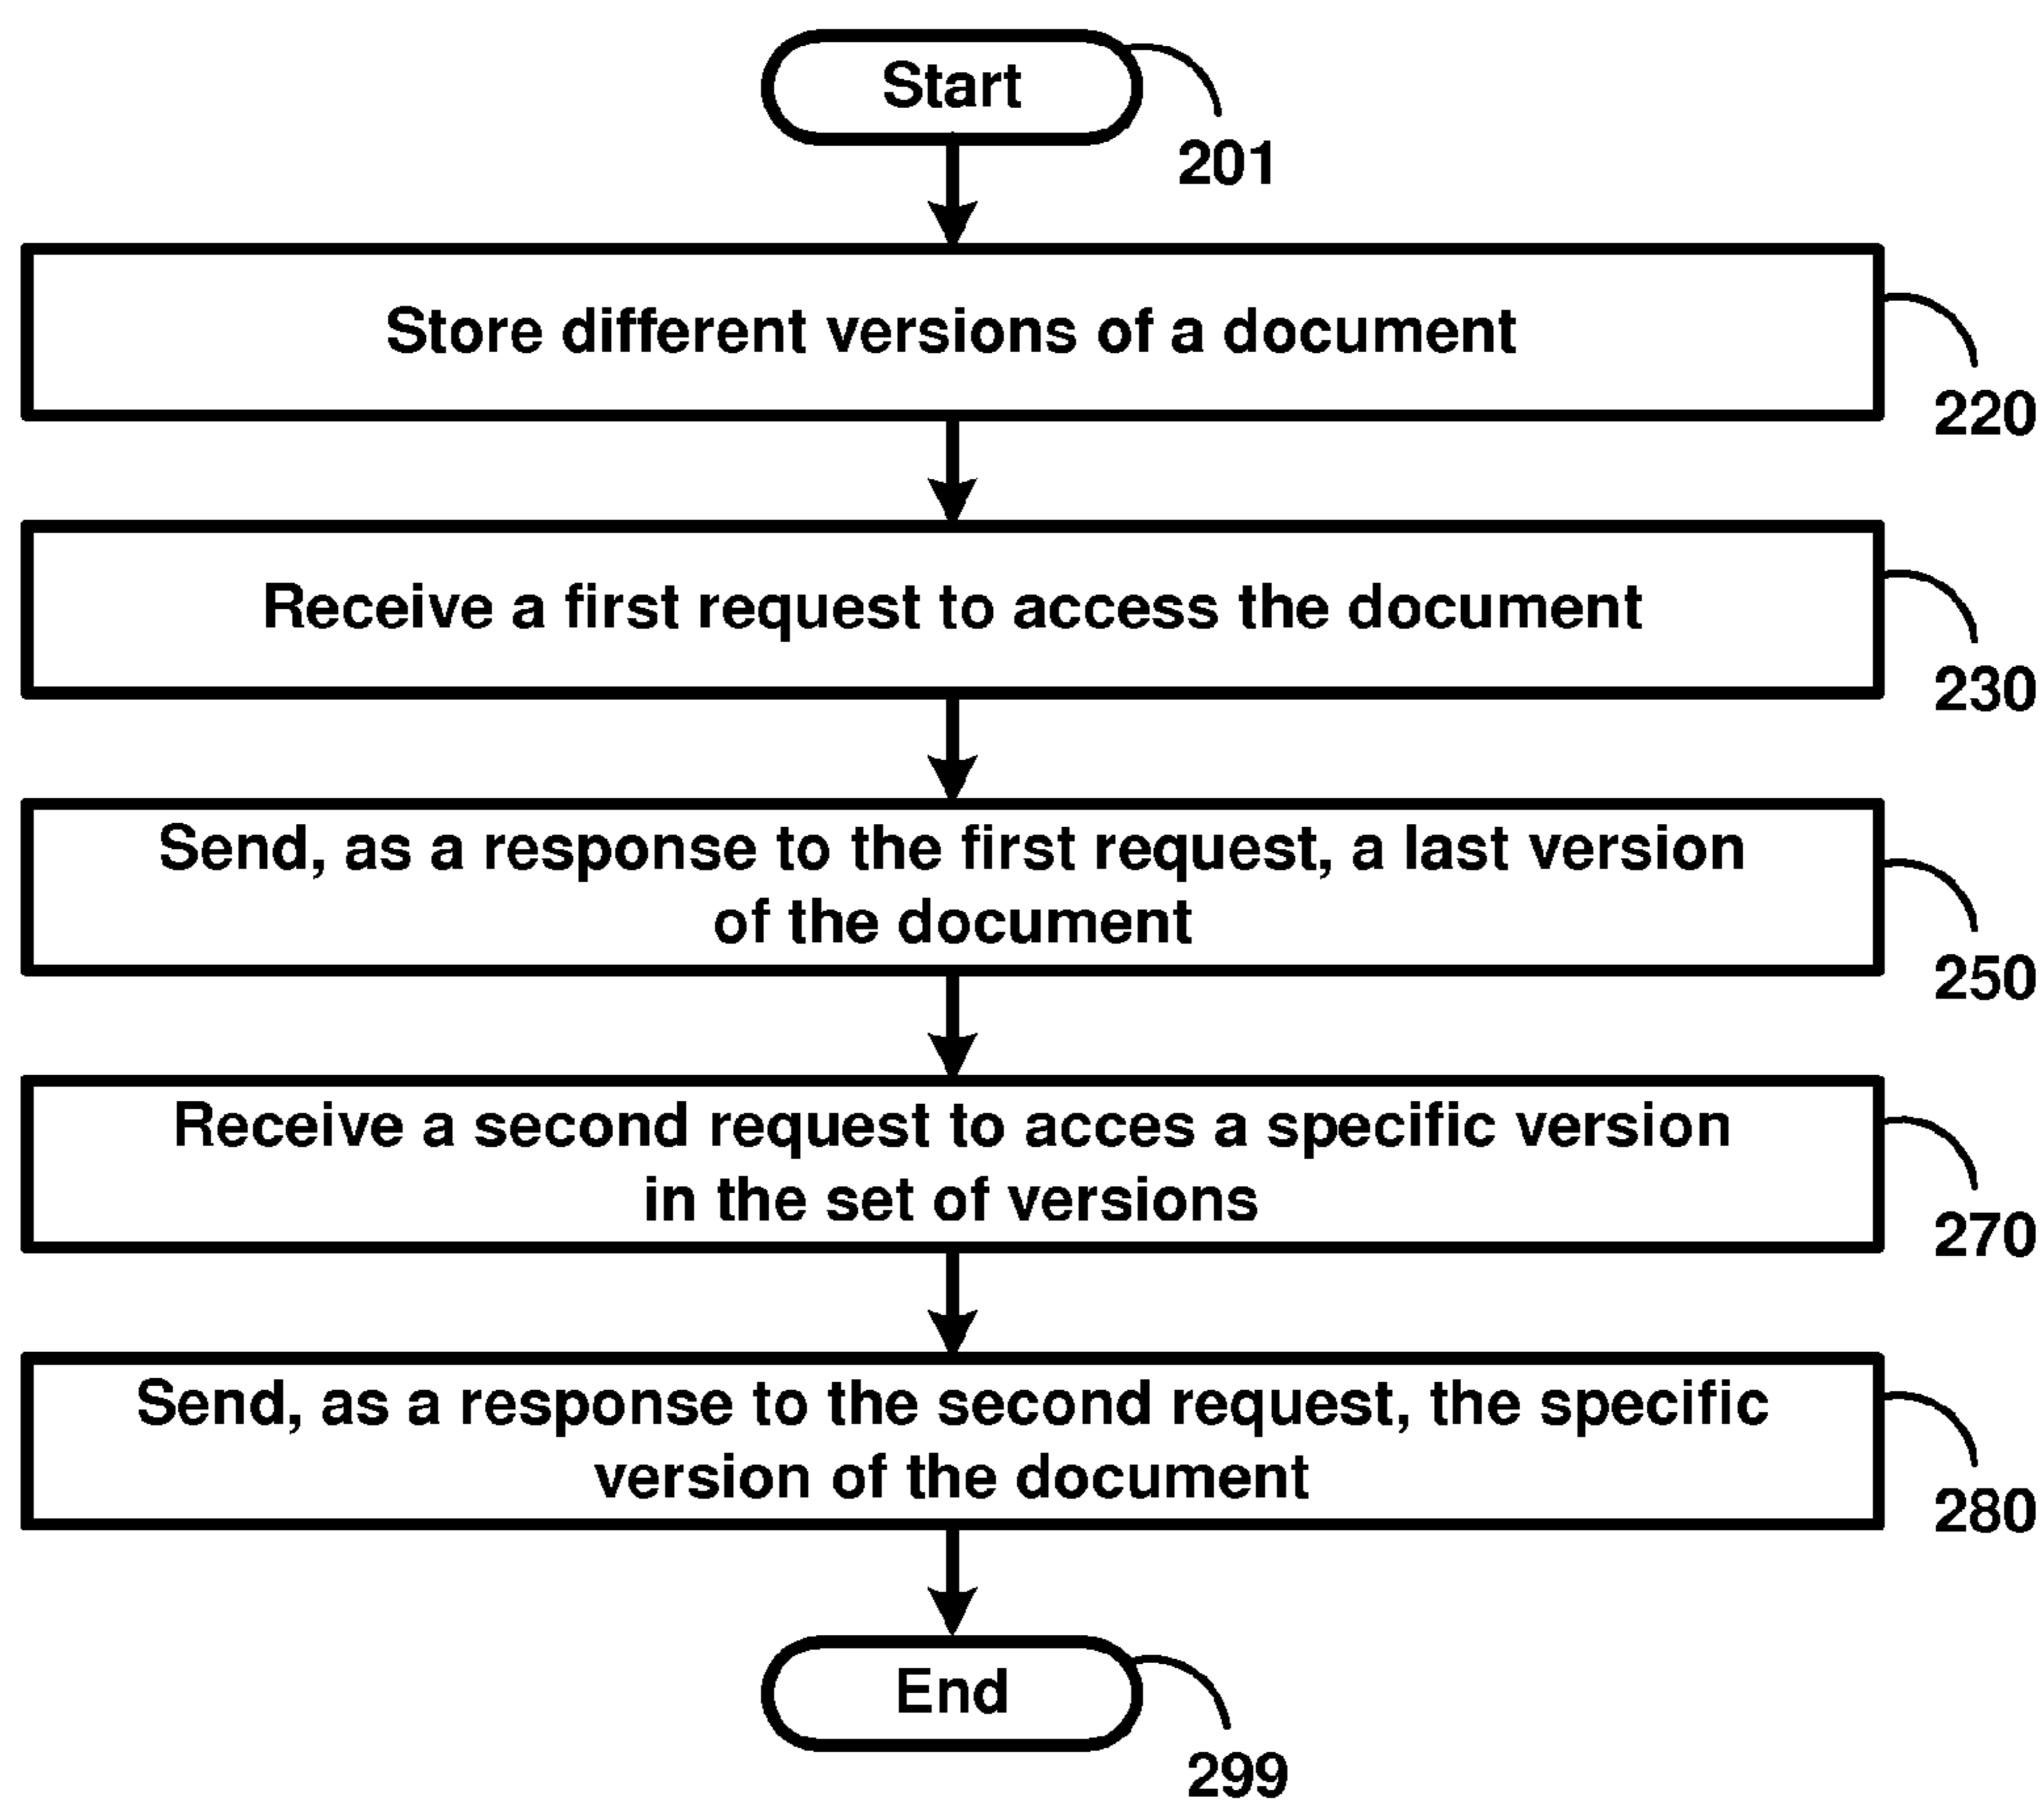 Start
201
Store different versions of a document
220
Receive a first request to access the document
230
Send, as a response to the first request, a last version
of the document
250
Receive a second request to acces a specific version
in the set of versions
270
Send, as a response to the second request, the specific
version of the document
280
End
299